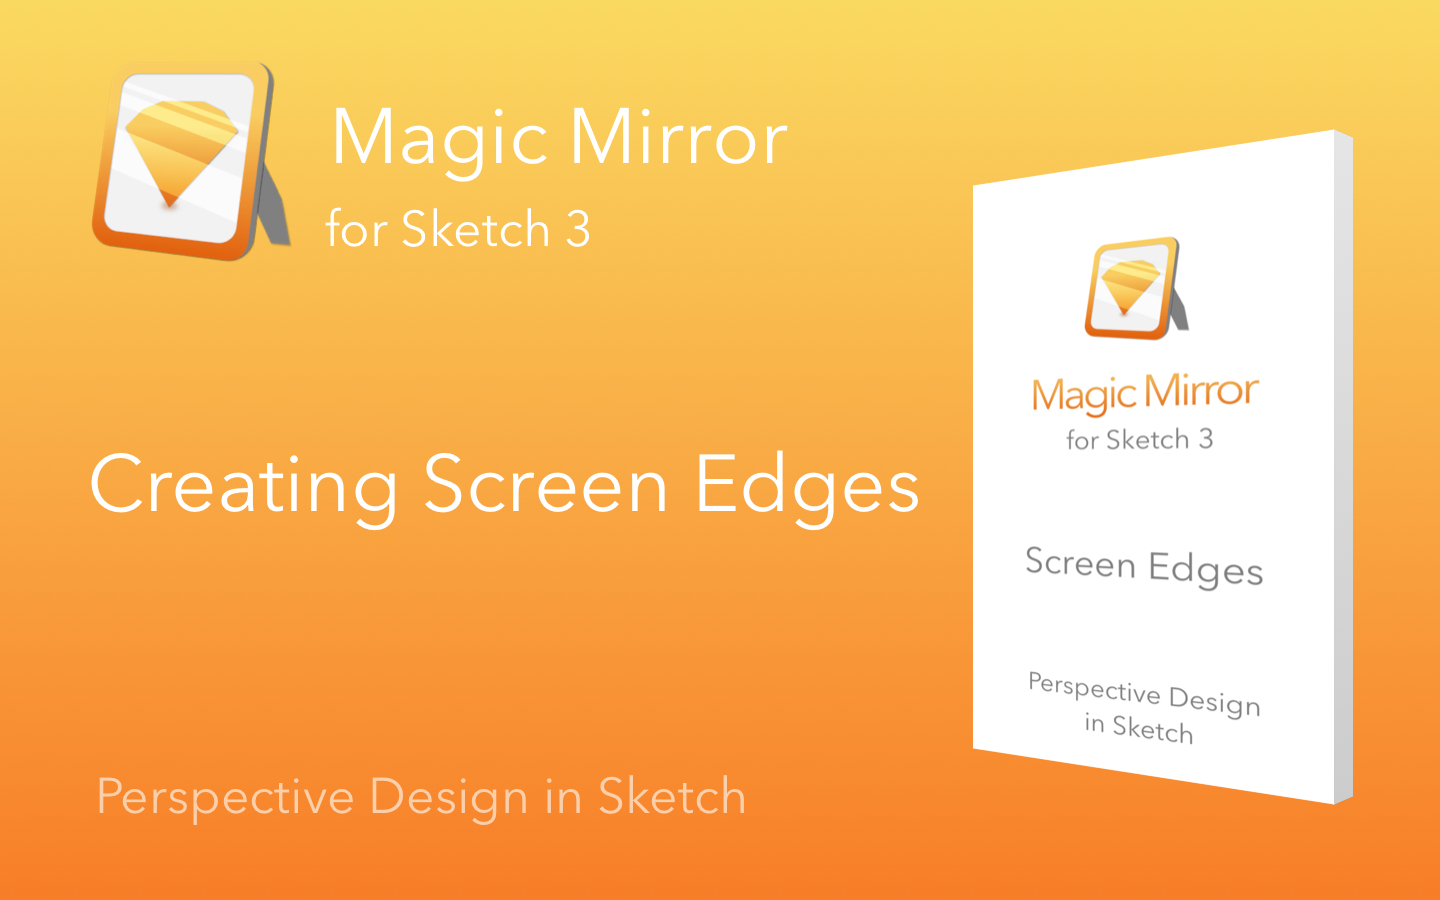 Magic Mirror
for Sketch 3
Creating Screen Edges
Perspective Design in Sketch
Magic Mirror
for Sketch 3
Screen Edges
Perspective Design
in Sketch